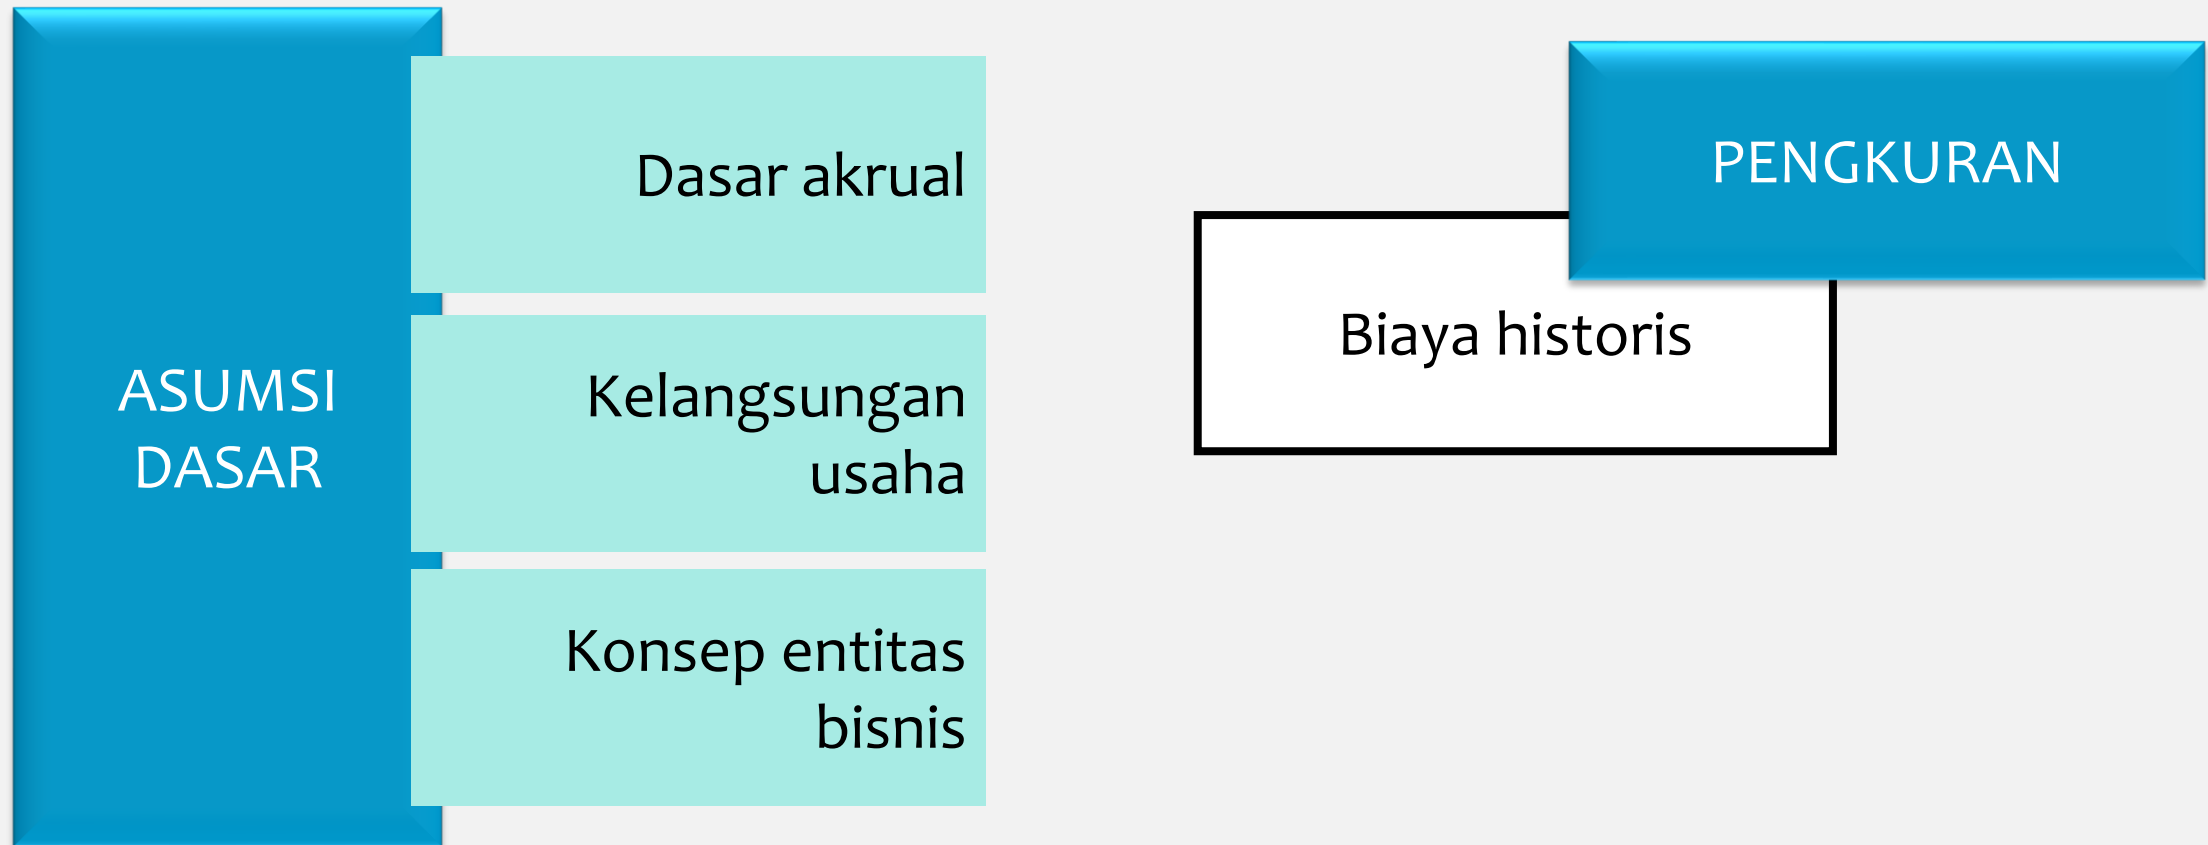 ASUMSI
DASAR
Dasar akrual
Kelangsungan
usaha
Konsep entitas
bisnis
PENGKURAN
Biaya historis